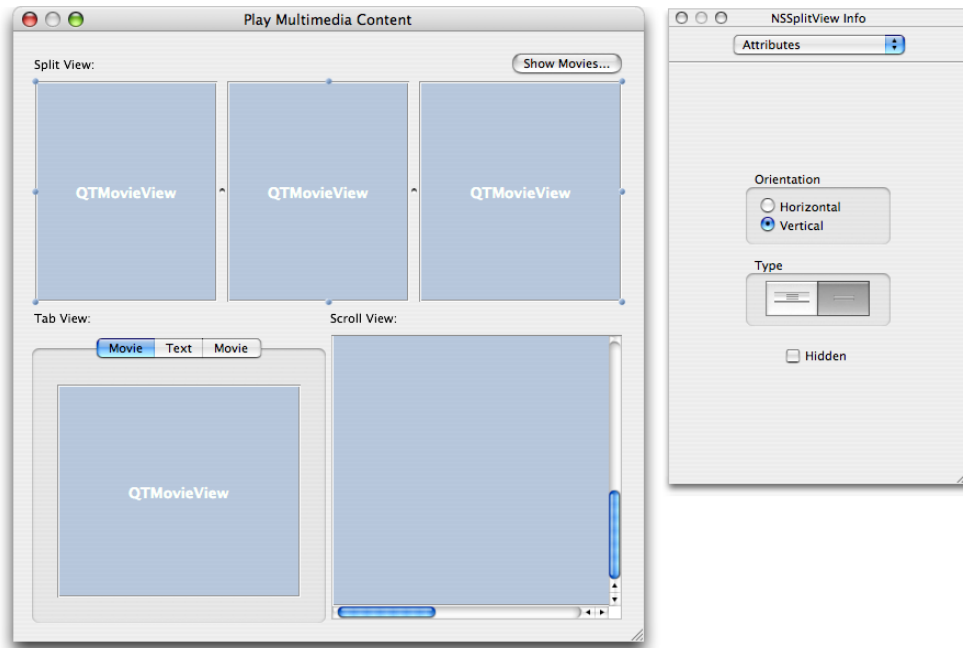 Play Multimedia Content
Split View:
Show Movies...
QTMovieView
QTMovieView
QTMovieView
Tab View:
Scroll View:
Movie Text Movie
QTMovieView
NSSplitView Info
Attributes
Orientation
Horizontal
Vertical
Type
Hidden